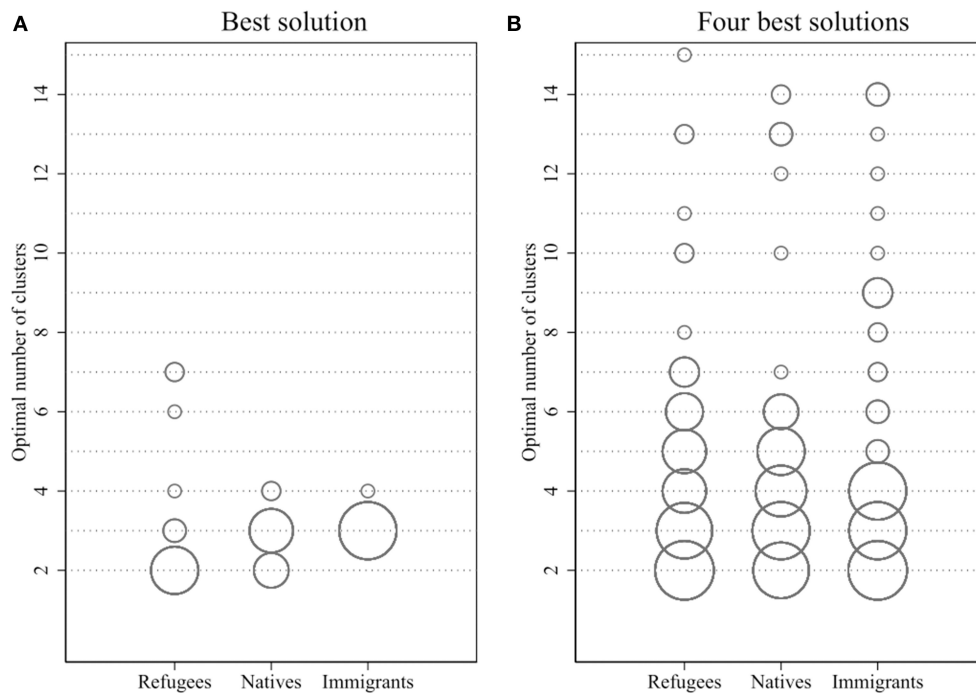 A Best solution
Optimal number of clusters
14
12
10
8
6
4
2
Refugees Natives Immigrants
B Four best solutions
Optimal number of clusters
14
12
10
8
6
4
2
Refugees Natives Immigrants